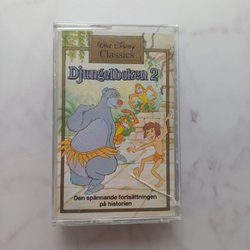 Walt Disney
Classics
Djungelboken 2
Den spännande fortsättningen
på historien